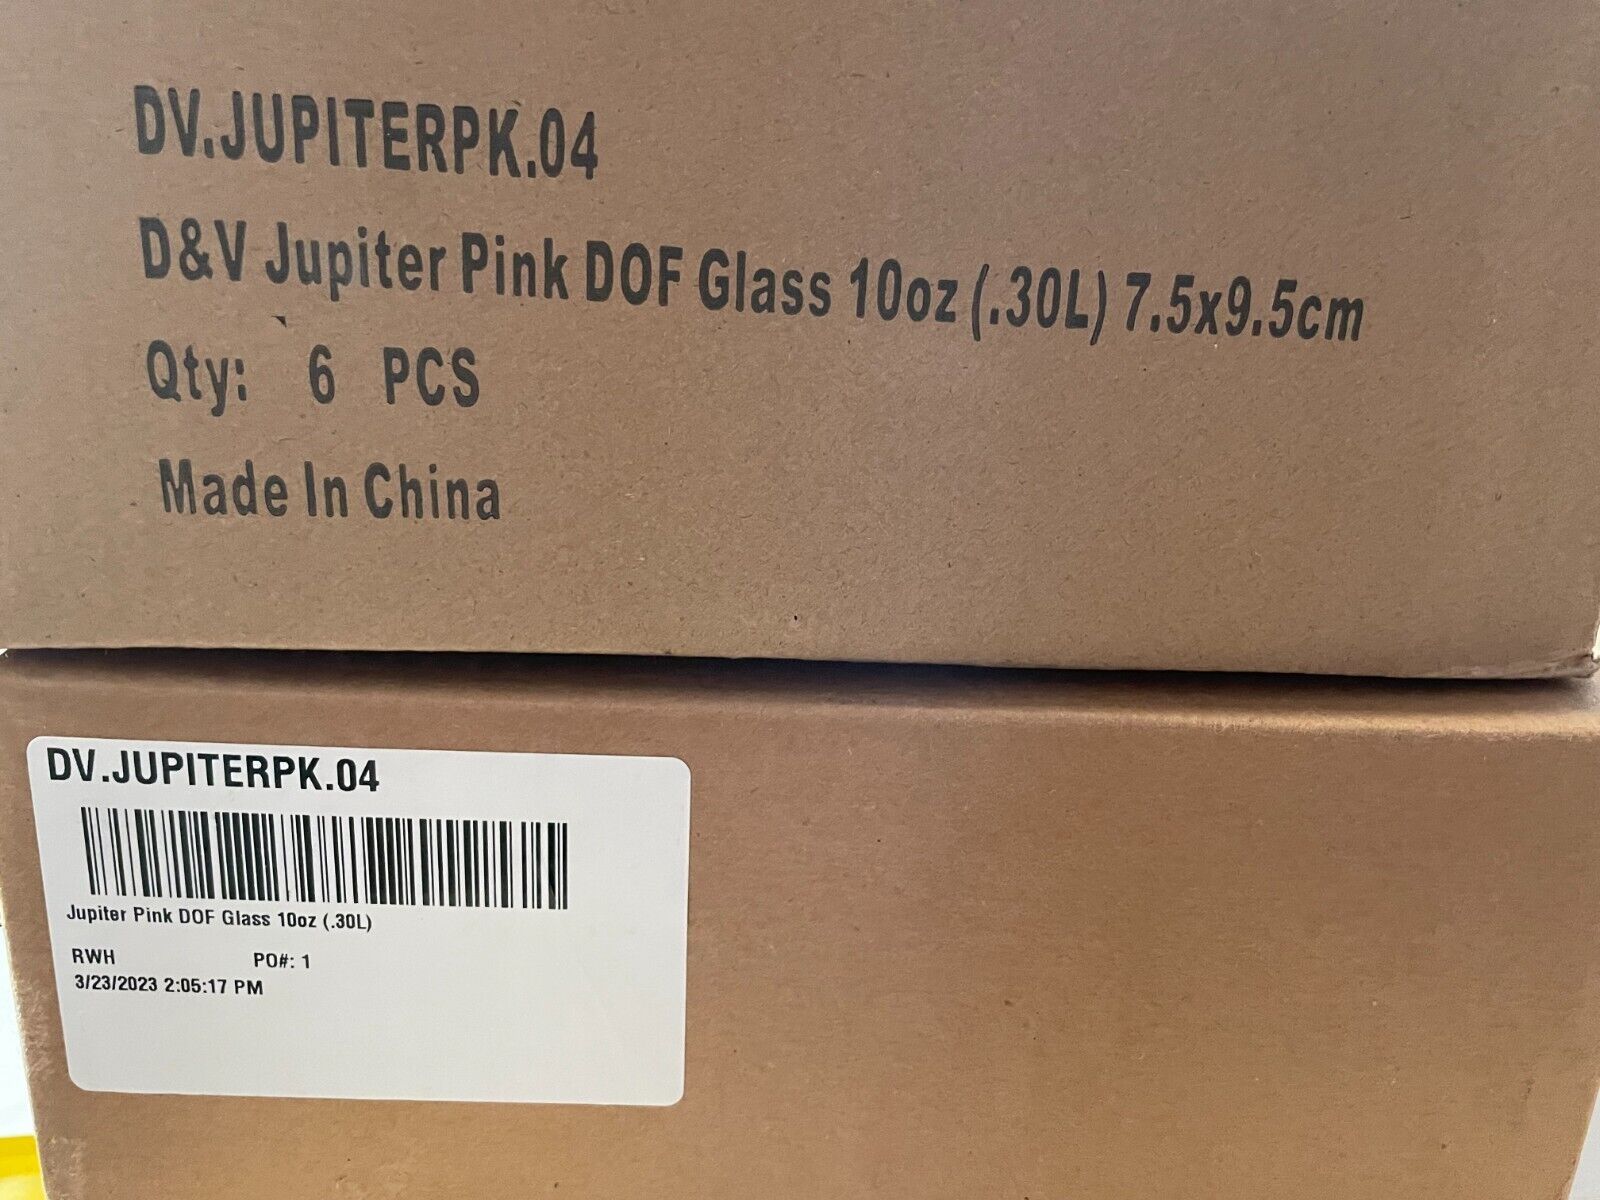 DV.JUPITERPK.04
D&V Jupiter Pink DOF Glass 10oz (.30L) 7.5x9.5cm
Qty: 6 PCS
Made In China
DV.JUPITERPK.04
Jupiter Pink DOF Glass 10oz (.30L)
RWH PO#: 1
3/23/2023 2:05:17 PM